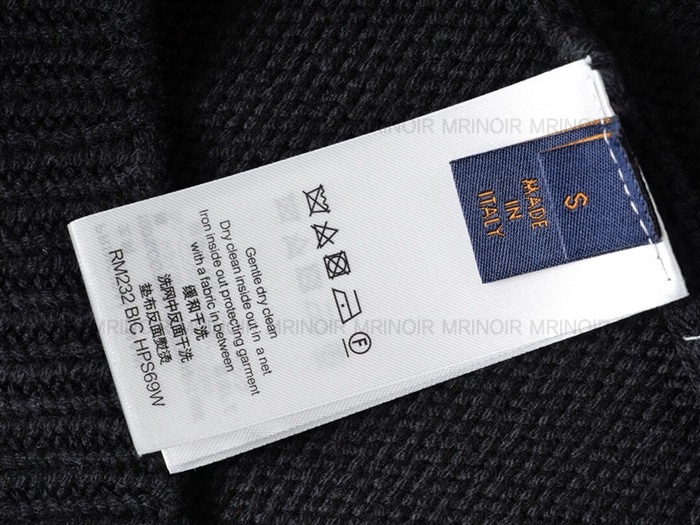 S
MADE
IN
ITALY
F
Gentle dry clean
Dry clean inside out in a net
Iron inside out protecting garment
with a fabric in between
缓和干洗
洗网中反面干洗
垫布反面熨烫
RM232 BIC HPS69W
MRINOIR MRINOIR
MRINOIR MRINOIR MRINOIR MRINOIR MRINOIR MRINOIR